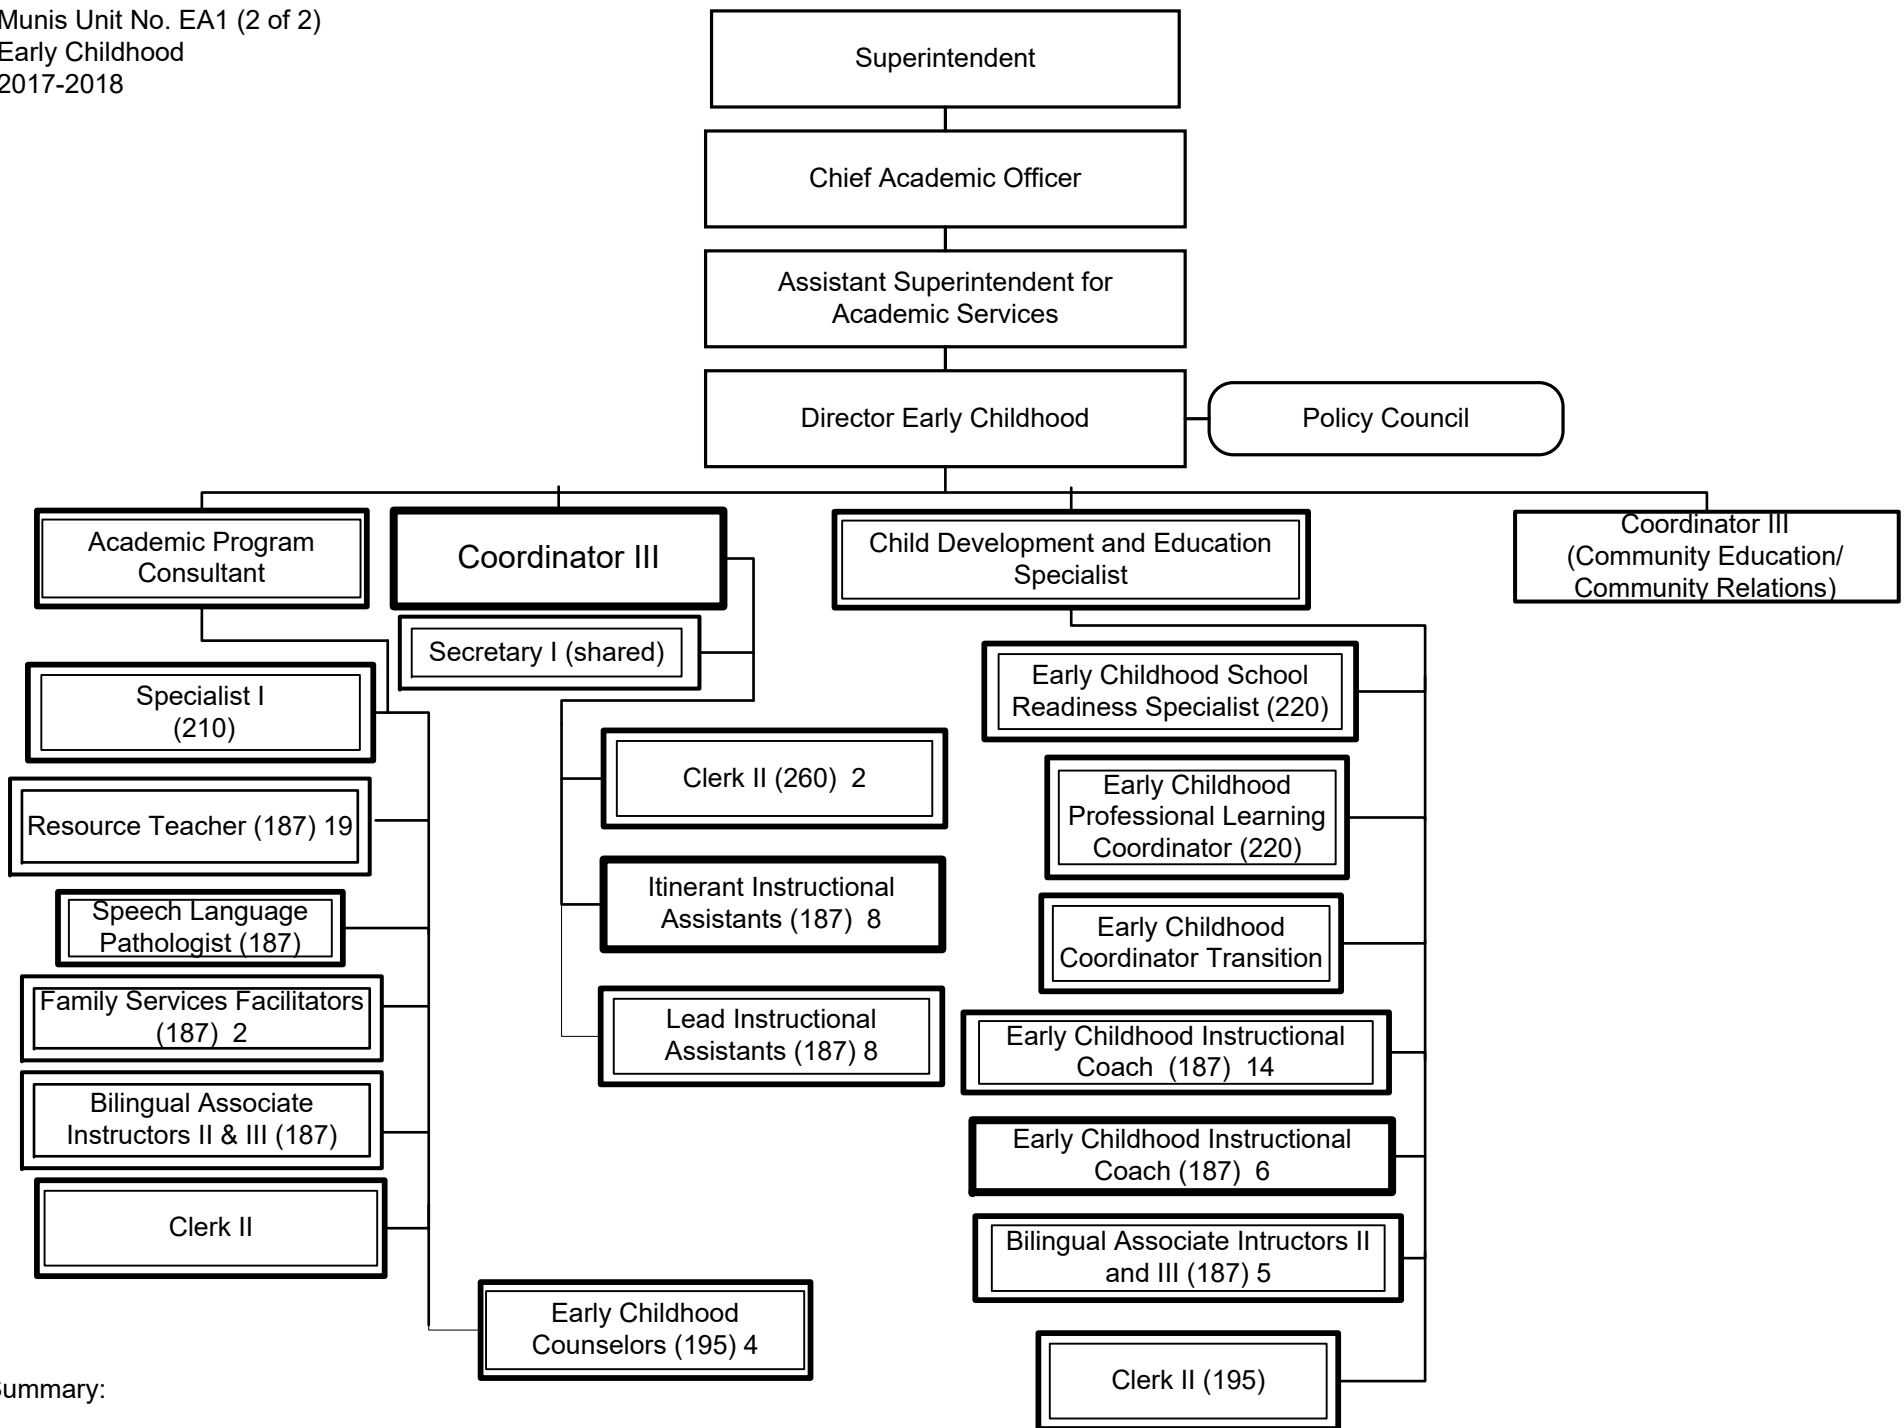 Munis Unit No. EA1 (2 of 2)
Early Childhood
2017-2018
Superintendent
Chief Academic Officer
Assistant Superintendent for
Academic Services
Director Early Childhood
Policy Council
Academic Program
Consultant
Coordinator III
Child Development and Education
Specialist
Coordinator III
(Community Education/
Community Relations)
Secretary I (shared)
Specialist I
(210)
Resource Teacher (187) 19
Speech Language
Pathologist (187)
Family Services Facilitators
(187)  2
Bilingual Associate
Instructors II & III (187)
Clerk II
Early Childhood
Counselors (195) 4
Clerk II (260)  2
Itinerant Instructional
Assistants (187)  8
Lead Instructional
Assistants (187) 8
Early Childhood School
Readiness Specialist (220)
Early Childhood
Professional Learning
Coordinator (220)
Early Childhood
Coordinator Transition
Early Childhood Instructional
Coach  (187)  14
Early Childhood Instructional
Coach (187)  6
Bilingual Associate Intructors II
and III (187) 5
Clerk II (195)
Summary: